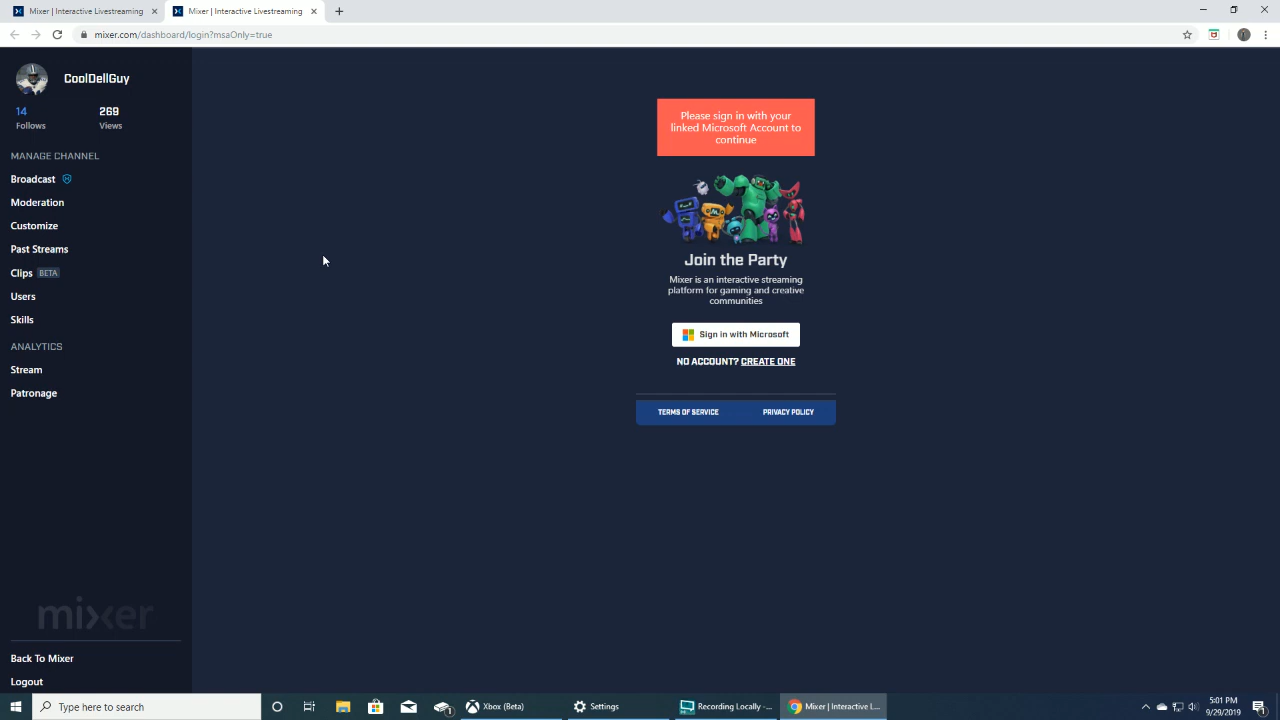 Mixer | Interactive Livestreaming
Mixer | Interactive Livestreaming
mixer.com/dashboard/login?msaOnly=true
CoolDellGuy
14 269
Follows Views
MANAGE CHANNEL
Broadcast
Moderation
Customize
Past Streams
Clips BETA
Users
Skills
ANALYTICS
Stream
Patronage
mixer
Back To Mixer
Logout
Please sign in with your
linked Microsoft Account to
continue
Join the Party
Mixer is an interactive streaming
platform for gaming and creative
communities
Sign in with Microsoft
NO ACCOUNT? CREATE ONE
TERMS OF SERVICE PRIVACY POLICY
Type here to search
1
Xbox (Beta)
Settings
Recording Locally -...
Mixer | Interactive L...
5:01 PM
9/29/2019
1